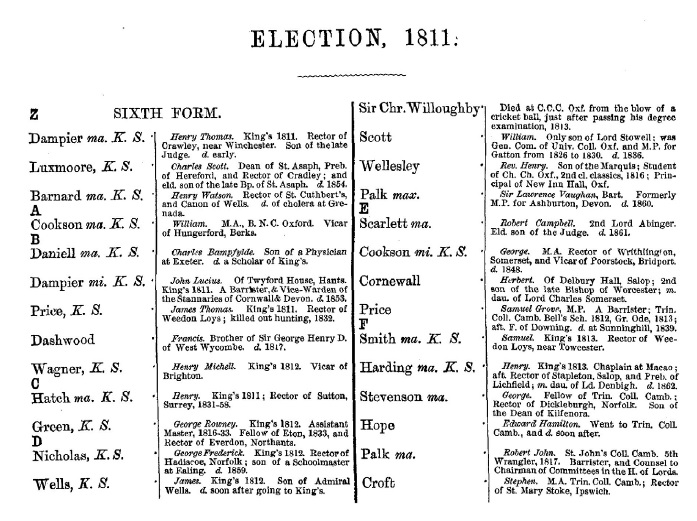 ELECTION, 1811.
Z SIXTH FORM.
Dampier ma. K. S.
Henry Thomas. King's 1811. Rector of
Crawley, near Winchester. Son of the late
Judge. d. early.
Luxmoore, K. S.
Charles Scott. Dean of St. Asaph, Preb.
of Hereford, and Rector of Cradley; and
eld. son of the late Bp. of St. Asaph. d. 1854.
Barnard ma. K. S.
Henry Watson. Rector of St. Cuthbert's,
and Canon of Wells. d. of cholera at Gre-
nada.
A
Cookson ma. K. S.
William. M.A., B. N. C. Oxford. Vicar
of Hungerford, Berks.
B
Daniell ma. K. S.
Charles Bampfylde. Son of a Physician
at Exeter. d. a Scholar of King's.
Dampier mi. K. S.
John Lucius. Of Twyford House, Hants.
King's 1811. A Barrister, & Vice-Warden of
the Stannaries of Cornwall & Devon. d. 1853.
Price, K. S.
James Thomas. King's 1811. Rector of
Weedon Loys; killed out hunting, 1832.
Dashwood
Francis. Brother of Sir George Henry D.
of West Wycombe. d. 1817.
Wagner, K. S.
Henry Michell. King's 1812. Vicar of
Brighton.
C
Hatch ma. K. S.
Henry. King's 1811; Rector of Sutton,
Surrey, 1831-58.
Green, K. S.
George Rowney. King's 1812. Assistant
Master, 1816-33. Fellow of Eton, 1833, and
Rector of Everdon, Northants.
D
Nicholas, K. S.
George Frederick. King's 1812. Rector of
Hadiscoe, Norfolk; son of a Schoolmaster
at Ealing. d. 1859.
Wells, K. S.
James. King's 1812. Son of Admiral
Wells. d. soon after going to King's.
Sir Chr. Willoughby
Died at C.C.C. Oxf. from the blow of a
cricket ball, just after passing his degree
examination, 1813.
Scott
William. Only son of Lord Stowell: was
Gen. Com. of Univ. Coll. Oxf. and M.P. for
Gatton from 1826 to 1830. d. 1836.
Wellesley
Rev. Henry. Son of the Marquis; Student
of Ch. Ch. Oxf., 2nd cl. classics, 1816; Prin-
cipal of New Inn Hall, Oxf.
Palk max.
Sir Lawrence Vaughan, Bart. Formerly
M.P. for Ashburton, Devon. d. 1860.
E
Scarlett ma.
Robert Campbell. 2nd Lord Abinger.
Eld. son of the Judge. d. 1861.
Cookson mi. K. S.
George. M.A. Rector of Writhlington,
Somerset, and Vicar of Poorstock, Bridport.
d. 1848.
Cornewall
Herbert. Of Delbury Hall, Salop; 2nd
son of the late Bishop of Worcester; m.
dau. of Lord Charles Somerset.
Price
Samuel Grove, M.P. A Barrister; Trin.
Coll. Camb. Bell's Sch. 1812, Gr. Ode, 1813;
aft. F. of Downing. d. at Sunninghill, 1839.
F
Smith ma. K. S.
Samuel. King's 1813. Rector of Wee-
don Loys, near Towcester.
Harding ma. K. S.
Henry. King's 1813. Chaplain at Macao;
aft. Rector of Stapleton, Salop, and Preb. of
Lichfield; m. dau. of Ld. Denbigh. d. 1862.
Stevenson ma.
George. Fellow of Trin. Coll. Camb.;
Rector of Dickleburgh, Norfolk. Son of
the Dean of Kilfenora.
Hope
Edward Hamilton. Went to Trin. Coll.
Camb., and d. soon after.
Palk ma.
Robert John. St. John's Coll. Camb. 5th
Wrangler, 1817. Barrister, and Counsel to
Chairman of Committees in the H. of Lords.
Croft
Stephen. M.A. Trin. Coll. Camb.; Rector
of St. Mary Stoke, Ipswich.